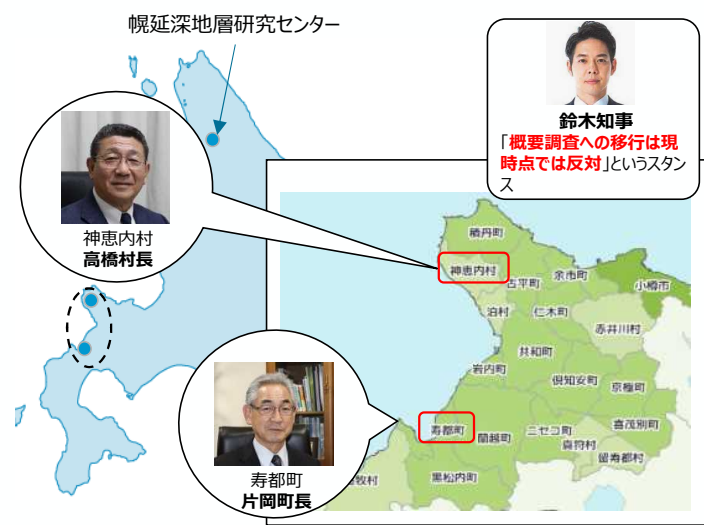 幌延深地層研究センター
鈴木知事
「概要調査への移行は現
時点では反対」というスタン
ス
神恵内村
高橋村長
積丹町
神恵内村
古平町
余市町
小樽市
泊村
仁木町
赤井川村
共和町
岩内町
倶知安町
京極町
寿都町
蘭越町
ニセコ町
喜茂別町
真狩村
留寿都村
黒松内町
牧村
寿都町
片岡町長